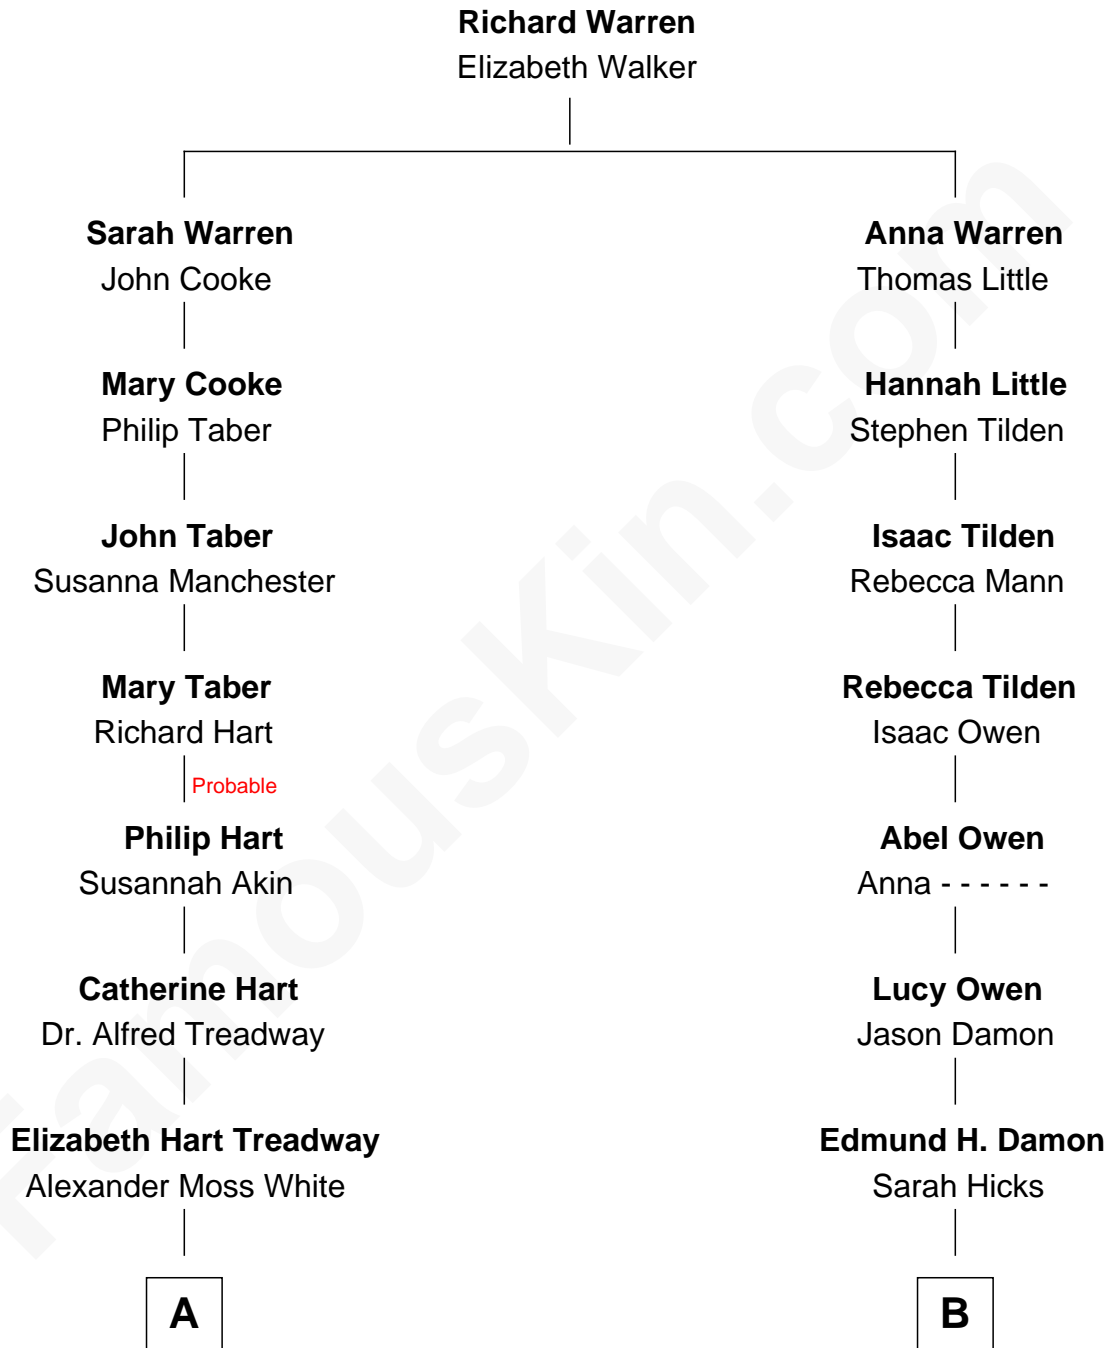 Richard Warren
Elizabeth Walker
Sarah Warren
John Cooke
Anna Warren
Thomas Little
Mary Cooke
Philip Taber
Hannah Little
Stephen Tilden
John Taber
Susanna Manchester
Isaac Tilden
Rebecca Mann
Mary Taber
Richard Hart
Rebecca Tilden
Isaac Owen
Probable
Philip Hart
Susannah Akin
Abel Owen
Anna - - - - - -
Catherine Hart
Dr. Alfred Treadway
Lucy Owen
Jason Damon
Elizabeth Hart Treadway
Alexander Moss White
Edmund H. Damon
Sarah Hicks
A
B
FamousKin.com